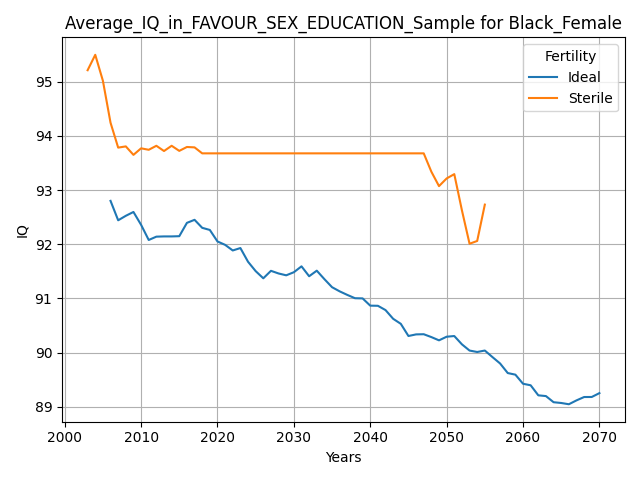 Average_IQ_in_FAVOUR_SEX_EDUCATION_Sample for Black_Female
Fertility
Ideal
Sterile
95
94
93
92
91
90
89
IQ
2000 2010 2020 2030 2040 2050 2060 2070
Years